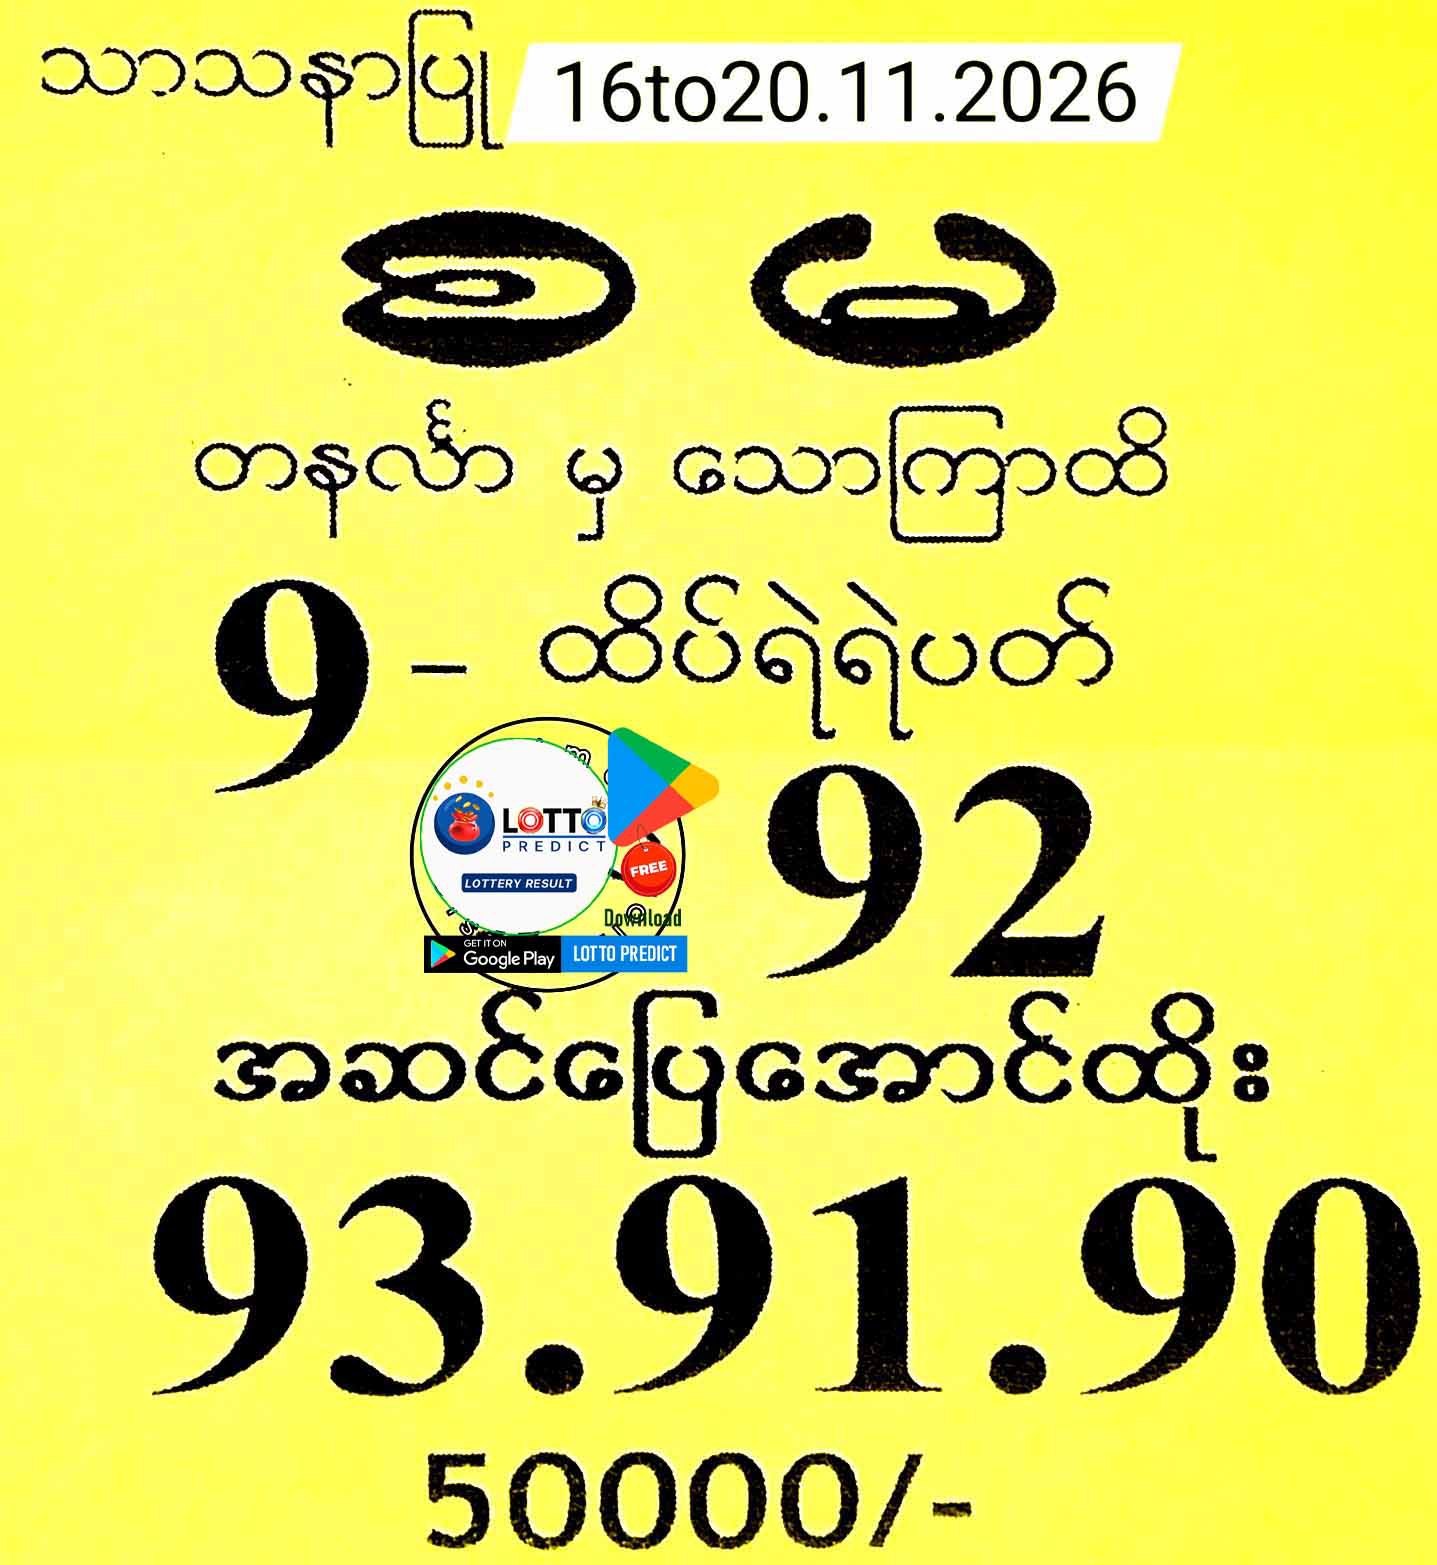 သာသနာပြု 16to20.11.2026
စ မ
တနင်္လာ မှ သောကြာထိ
9 - ထိပ်ရဲရဲပတ်
92
LOTTO
PREDICT
LOTTERY RESULT
FREE
Download
GET IT ON
Google Play LOTTO PREDICT
အဆင်ပြေအောင်ထိုး
93.91.90
50000/-